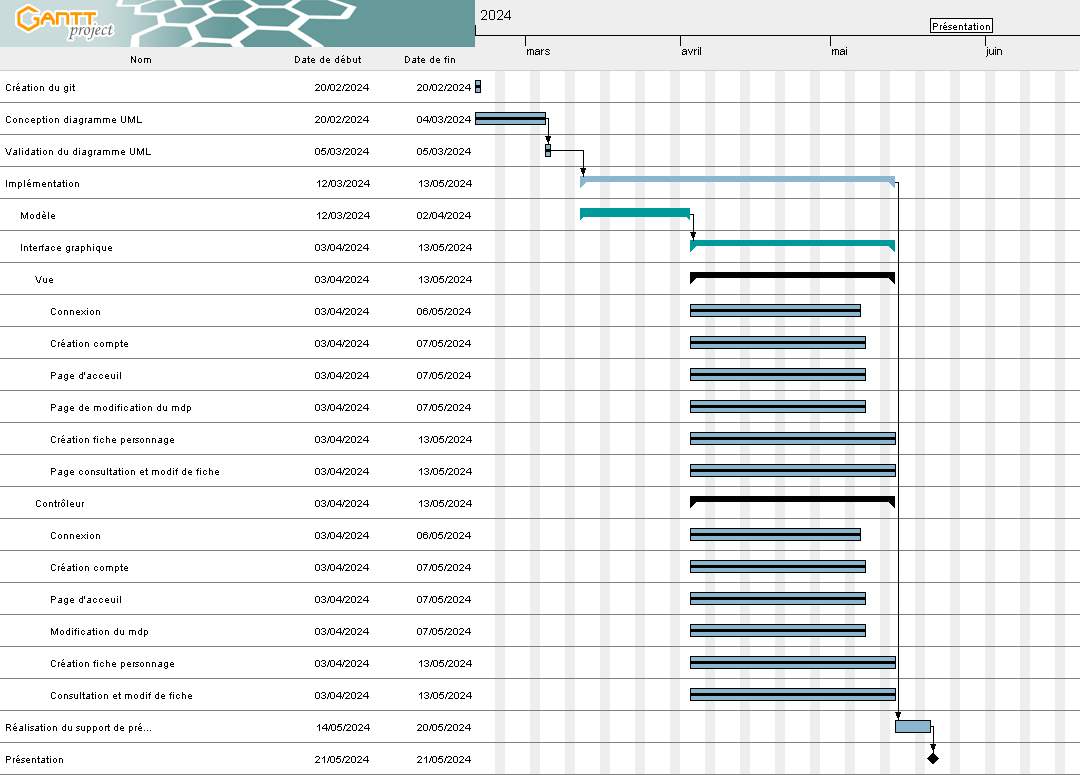 GANTT
project
2024
Présentation
mars avril mai juin
Nom Date de début Date de fin
Création du git 20/02/2024 20/02/2024
Conception diagramme UML 20/02/2024 04/03/2024
Validation du diagramme UML 05/03/2024 05/03/2024
Implémentation 12/03/2024 13/05/2024
Modèle 12/03/2024 02/04/2024
Interface graphique 03/04/2024 13/05/2024
Vue 03/04/2024 13/05/2024
Connexion 03/04/2024 06/05/2024
Création compte 03/04/2024 07/05/2024
Page d'acceuil 03/04/2024 07/05/2024
Page de modification du mdp 03/04/2024 07/05/2024
Création fiche personnage 03/04/2024 13/05/2024
Page consultation et modif de fiche 03/04/2024 13/05/2024
Contrôleur 03/04/2024 13/05/2024
Connexion 03/04/2024 06/05/2024
Création compte 03/04/2024 07/05/2024
Page d'acceuil 03/04/2024 07/05/2024
Modification du mdp 03/04/2024 07/05/2024
Création fiche personnage 03/04/2024 13/05/2024
Consultation et modif de fiche 03/04/2024 13/05/2024
Réalisation du support de pré... 14/05/2024 20/05/2024
Présentation 21/05/2024 21/05/2024